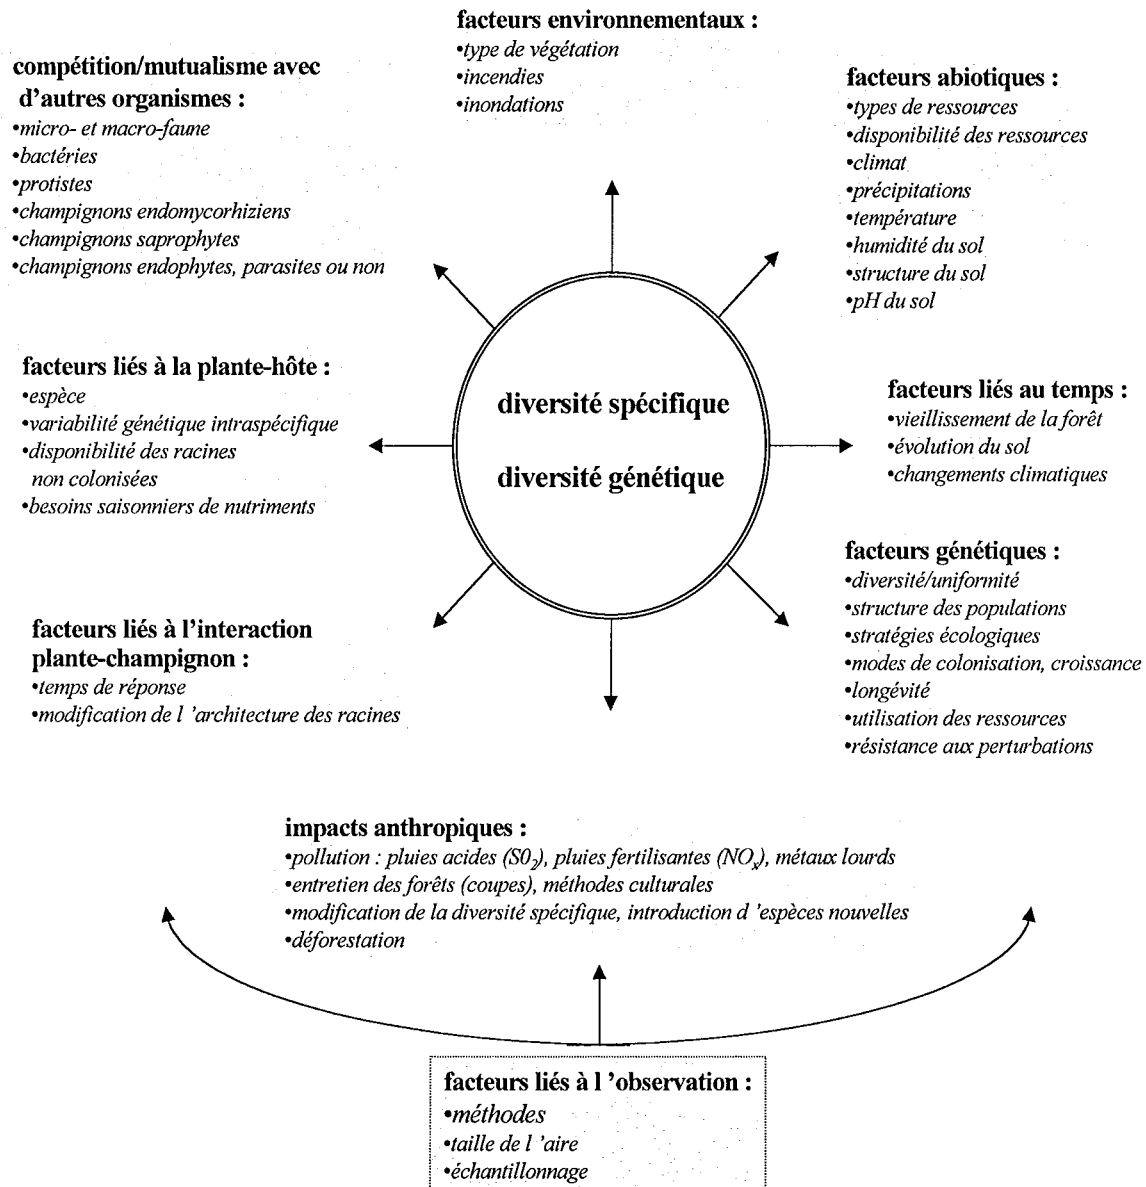 facteurs environnementaux :
•type de végétation
•incendies
•inondations
compétition/mutualisme avec
d'autres organismes :
•micro- et macro-faune
•bactéries
•protistes
•champignons endomycorhiziens
•champignons saprophytes
•champignons endophytes, parasites ou non
facteurs abiotiques :
•types de ressources
•disponibilité des ressources
•climat
•précipitations
•température
•humidité du sol
•structure du sol
•pH du sol
facteurs liés à la plante-hôte :
•espèce
•variabilité génétique intraspécifique
•disponibilité des racines
non colonisées
•besoins saisonniers de nutriments
diversité spécifique
diversité génétique
facteurs liés au temps :
•vieillissement de la forêt
•évolution du sol
•changements climatiques
facteurs génétiques :
•diversité/uniformité
•structure des populations
•stratégies écologiques
•modes de colonisation, croissance
•longévité
•utilisation des ressources
•résistance aux perturbations
facteurs liés à l'interaction
plante-champignon :
•temps de réponse
•modification de l 'architecture des racines
impacts anthropiques :
•pollution : pluies acides (S0₂), pluies fertilisantes (NOₓ), métaux lourds
•entretien des forêts (coupes), méthodes culturales
•modification de la diversité spécifique, introduction d 'espèces nouvelles
•déforestation
facteurs liés à l 'observation :
•méthodes
•taille de l 'aire
•échantillonnage